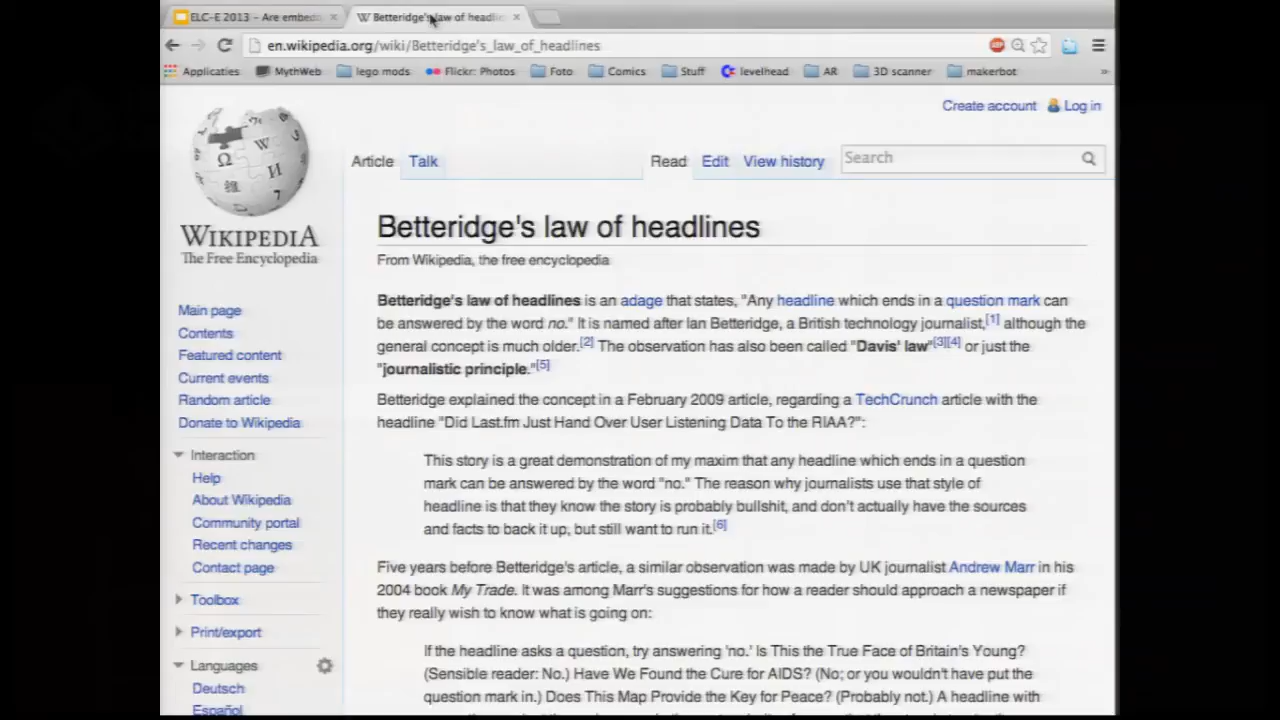 ELC-E 2013 - Are embedd
Betteridge's law of headlin
en.wikipedia.org/wiki/Betteridge's_law_of_headlines
Applicaties MythWeb lego mods Flickr: Photos Foto Comics Stuff levelhead AR 3D scanner makerbot »
Create account Log in
Article Talk Read Edit View history Search
WIKIPEDIA
The Free Encyclopedia
Main page
Contents
Featured content
Current events
Random article
Donate to Wikipedia
Interaction
Help
About Wikipedia
Community portal
Recent changes
Contact page
Toolbox
Print/export
Languages
Deutsch
Español
Betteridge's law of headlines
From Wikipedia, the free encyclopedia
Betteridge's law of headlines is an adage that states, "Any headline which ends in a question mark can
be answered by the word no." It is named after Ian Betteridge, a British technology journalist,[1] although the
general concept is much older.[2] The observation has also been called "Davis' law"[3][4] or just the
"journalistic principle."[5]
Betteridge explained the concept in a February 2009 article, regarding a TechCrunch article with the
headline "Did Last.fm Just Hand Over User Listening Data To the RIAA?":
This story is a great demonstration of my maxim that any headline which ends in a question
mark can be answered by the word "no." The reason why journalists use that style of
headline is that they know the story is probably bullshit, and don't actually have the sources
and facts to back it up, but still want to run it.[6]
Five years before Betteridge's article, a similar observation was made by UK journalist Andrew Marr in his
2004 book My Trade. It was among Marr's suggestions for how a reader should approach a newspaper if
they really wish to know what is going on:
If the headline asks a question, try answering 'no.' Is This the True Face of Britain's Young?
(Sensible reader: No.) Have We Found the Cure for AIDS? (No; or you wouldn't have put the
question mark in.) Does This Map Provide the Key for Peace? (Probably not.) A headline with